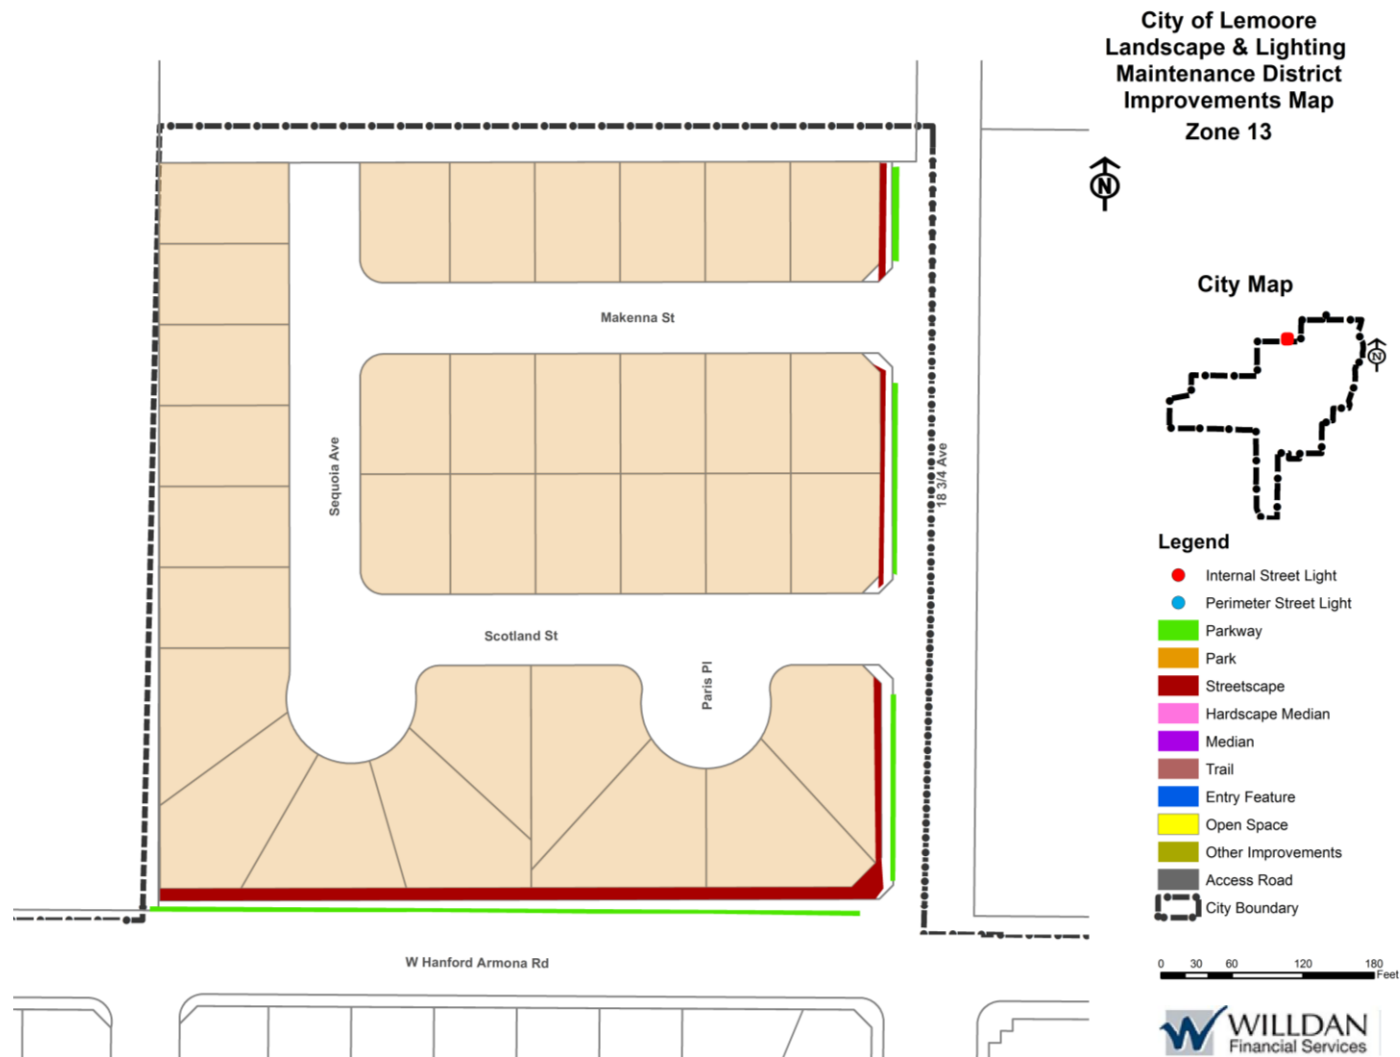 City of Lemoore
Landscape & Lighting
Maintenance District
Improvements Map
Zone 13
N
City Map
N
Makenna St
Sequoia Ave
18 3/4 Ave
Scotland St
Paris Pl
W Hanford Armona Rd
Legend
Internal Street Light
Perimeter Street Light
Parkway
Park
Streetscape
Hardscape Median
Median
Trail
Entry Feature
Open Space
Other Improvements
Access Road
City Boundary
0 30 60 120 180
Feet
WILLDAN
Financial Services